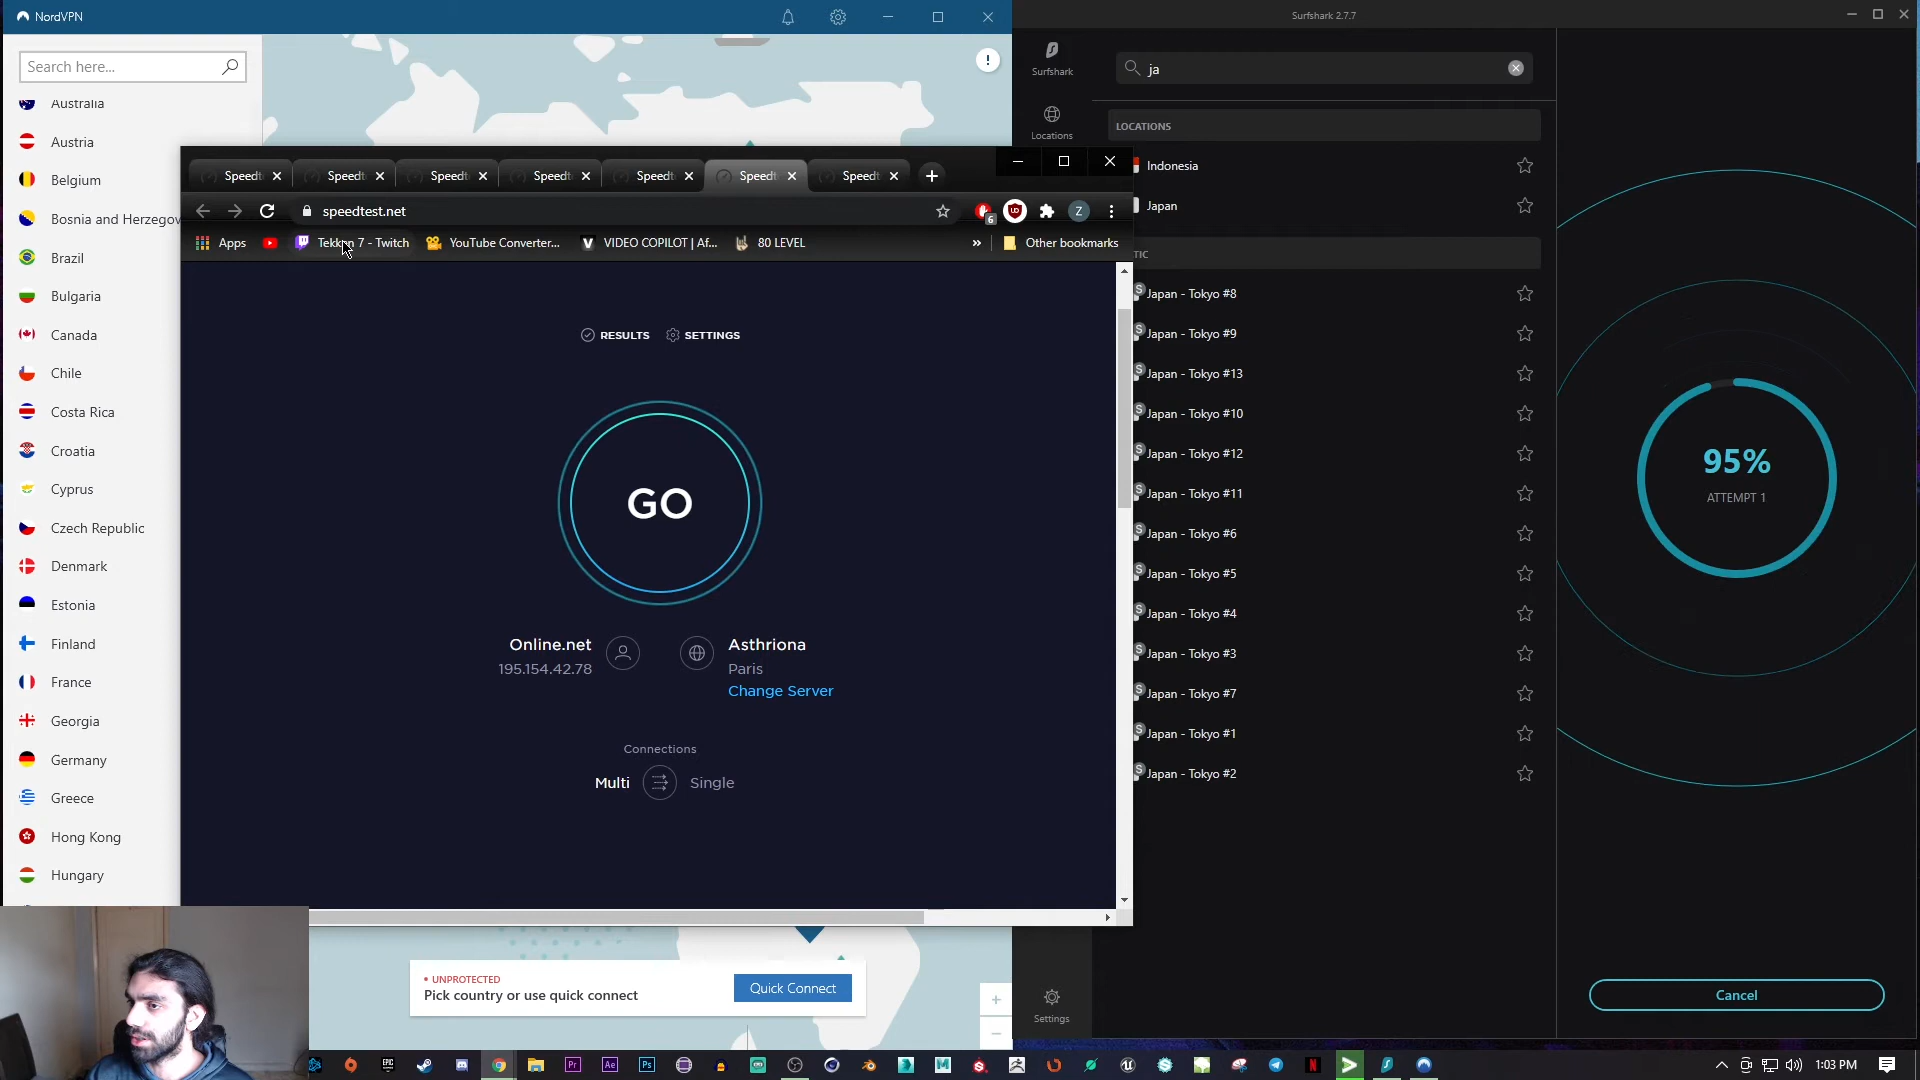 NordVPN
Search here...
Australia
Austria
Belgium
Bosnia and Herzegov
Brazil
Bulgaria
Canada
Chile
Costa Rica
Croatia
Cyprus
Czech Republic
Denmark
Estonia
Finland
France
Georgia
Germany
Greece
Hong Kong
Hungary
!
Speedt Speedt Speedt Speedt Speedt Speedt Speedt
speedtest.net
6
UD
Z
Apps
Tekken 7 - Twitch
YouTube Converter...
V VIDEO COPILOT | Af...
80 LEVEL
»
Other bookmarks
RESULTS SETTINGS
GO
Online.net
195.154.42.78
Asthriona
Paris
Change Server
Connections
Multi Single
UNPROTECTED
Pick country or use quick connect
Quick Connect
Surfshark 2.7.7
Surfshark
Locations
Settings
ja
LOCATIONS
Indonesia
Japan
TIC
S Japan - Tokyo #8
S Japan - Tokyo #9
S Japan - Tokyo #13
S Japan - Tokyo #10
S Japan - Tokyo #12
S Japan - Tokyo #11
S Japan - Tokyo #6
S Japan - Tokyo #5
S Japan - Tokyo #4
S Japan - Tokyo #3
S Japan - Tokyo #7
S Japan - Tokyo #1
S Japan - Tokyo #2
95%
ATTEMPT 1
Cancel
EPIC
Pr
Ae
Ps
M
N
1:03 PM